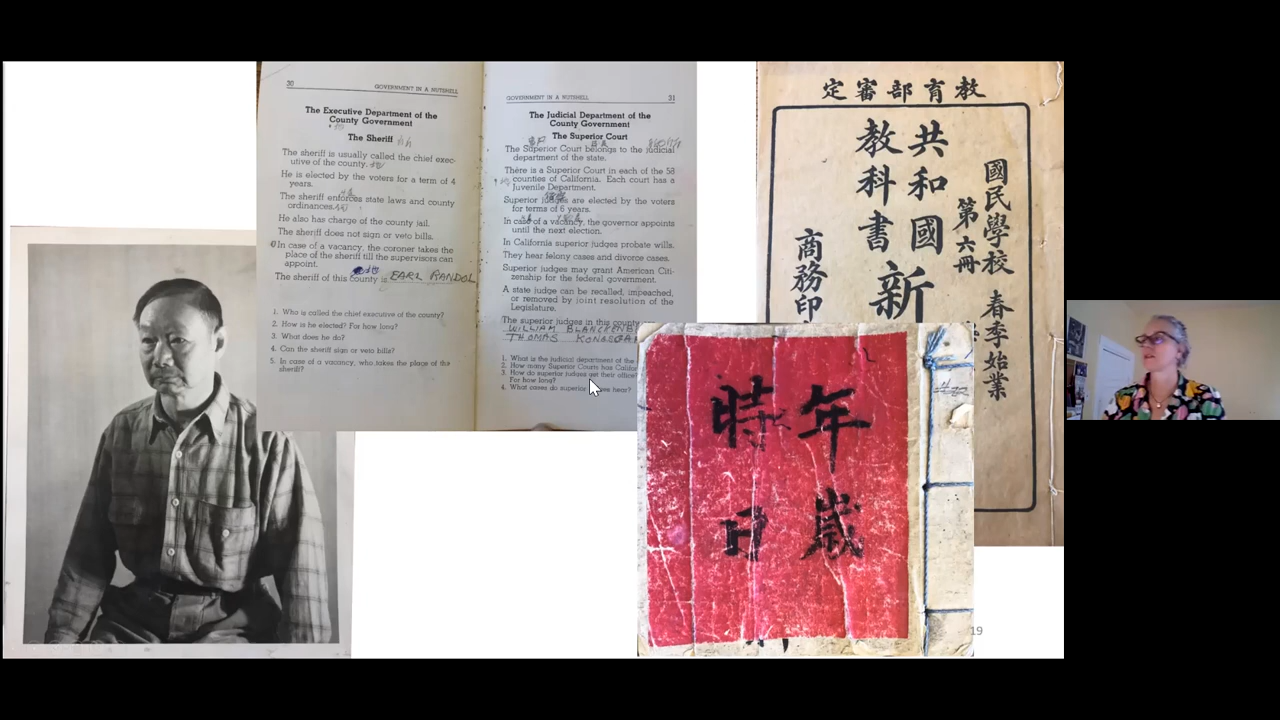 30
GOVERNMENT IN A NUTSHELL
The Executive Department of the
County Government
The Sheriff
The sheriff is usually called the chief exec-
utive of the county.
He is elected by the voters for a term of 4
years.
The sheriff enforces state laws and county
ordinances.
He also has charge of the county jail.
The sheriff does not sign or veto bills.
In case of a vacancy, the coroner takes the
place of the sheriff till the supervisors can
appoint.
The sheriff of this county is EARL RANDOL
1. Who is called the chief executive of the county?
2. How is he elected? For how long?
3. What does he do?
4. Can the sheriff sign or veto bills?
5. In case of a vacancy, who takes the place of the
sheriff?
GOVERNMENT IN A NUTSHELL
31
The Judicial Department of the
County Government
The Superior Court
The Superior Court belongs to the judicial
department of the state.
There is a Superior Court in each of the 58
counties of California. Each court has a
Juvenile Department.
Superior judges are elected by the voters
for terms of 6 years.
In case of a vacancy, the governor appoints
until the next election.
In California superior judges probate wills.
They hear felony cases and divorce cases.
Superior judges may grant American Citi-
zenship for the federal government.
A state judge can be recalled, impeached,
or removed by joint resolution of the
Legislature.
The superior judges in this county are
WILLIAM
THOMAS
1. What is the judicial department of the
2. How many Superior Courts has Califor
3. How do superior judges get their office?
For how long?
4. What cases do superior hear?
教育部審定
國民學校 春季始業
第六冊
共和國新
教科書
商務印
年歲
時日
19